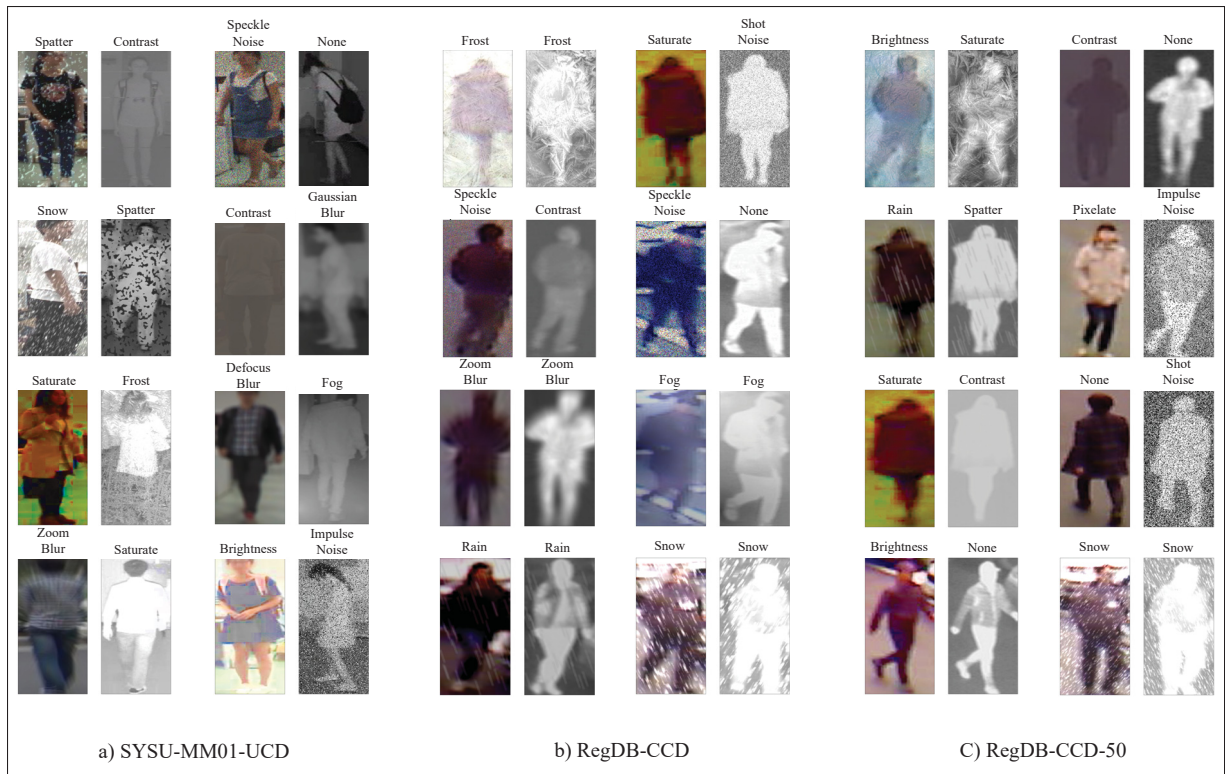 Spatter
Contrast
Speckle
Noise
None
Snow
Spatter
Contrast
Gaussian
Blur
Saturate
Frost
Defocus
Blur
Fog
Zoom
Blur
Saturate
Brightness
Impulse
Noise
a) SYSU-MM01-UCD
Frost
Frost
Saturate
Shot
Noise
Speckle
Noise
Contrast
Speckle
Noise
None
Zoom
Blur
Zoom
Blur
Fog
Fog
Rain
Rain
Snow
Snow
b) RegDB-CCD
Brightness
Saturate
Contrast
None
Rain
Spatter
Pixelate
Impulse
Noise
Saturate
Contrast
None
Shot
Noise
Brightness
None
Snow
Snow
C) RegDB-CCD-50